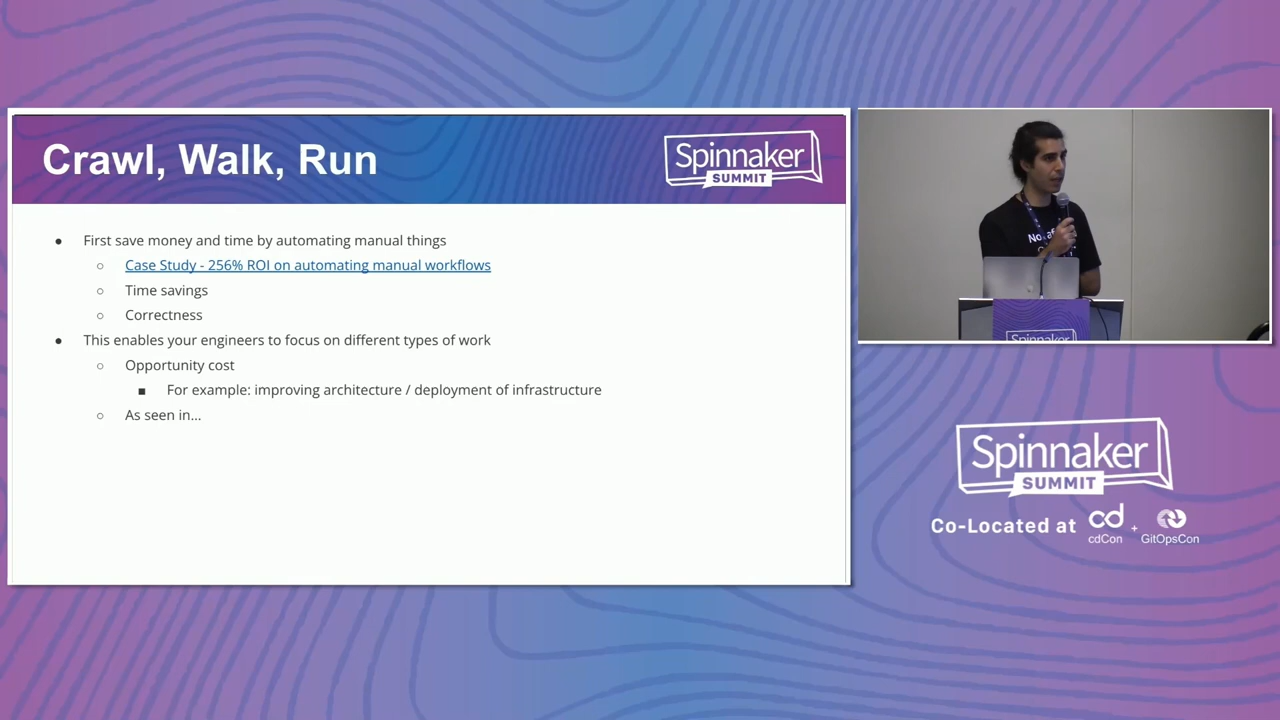 Crawl, Walk, Run
Spinnaker
SUMMIT
First save money and time by automating manual things
Case Study - 256% ROI on automating manual workflows
Time savings
Correctness
This enables your engineers to focus on different types of work
Opportunity cost
For example: improving architecture / deployment of infrastructure
As seen in...
Spinnaker
Spinnaker
SUMMIT
Co-Located at cd + 
cdCon GitOpsCon